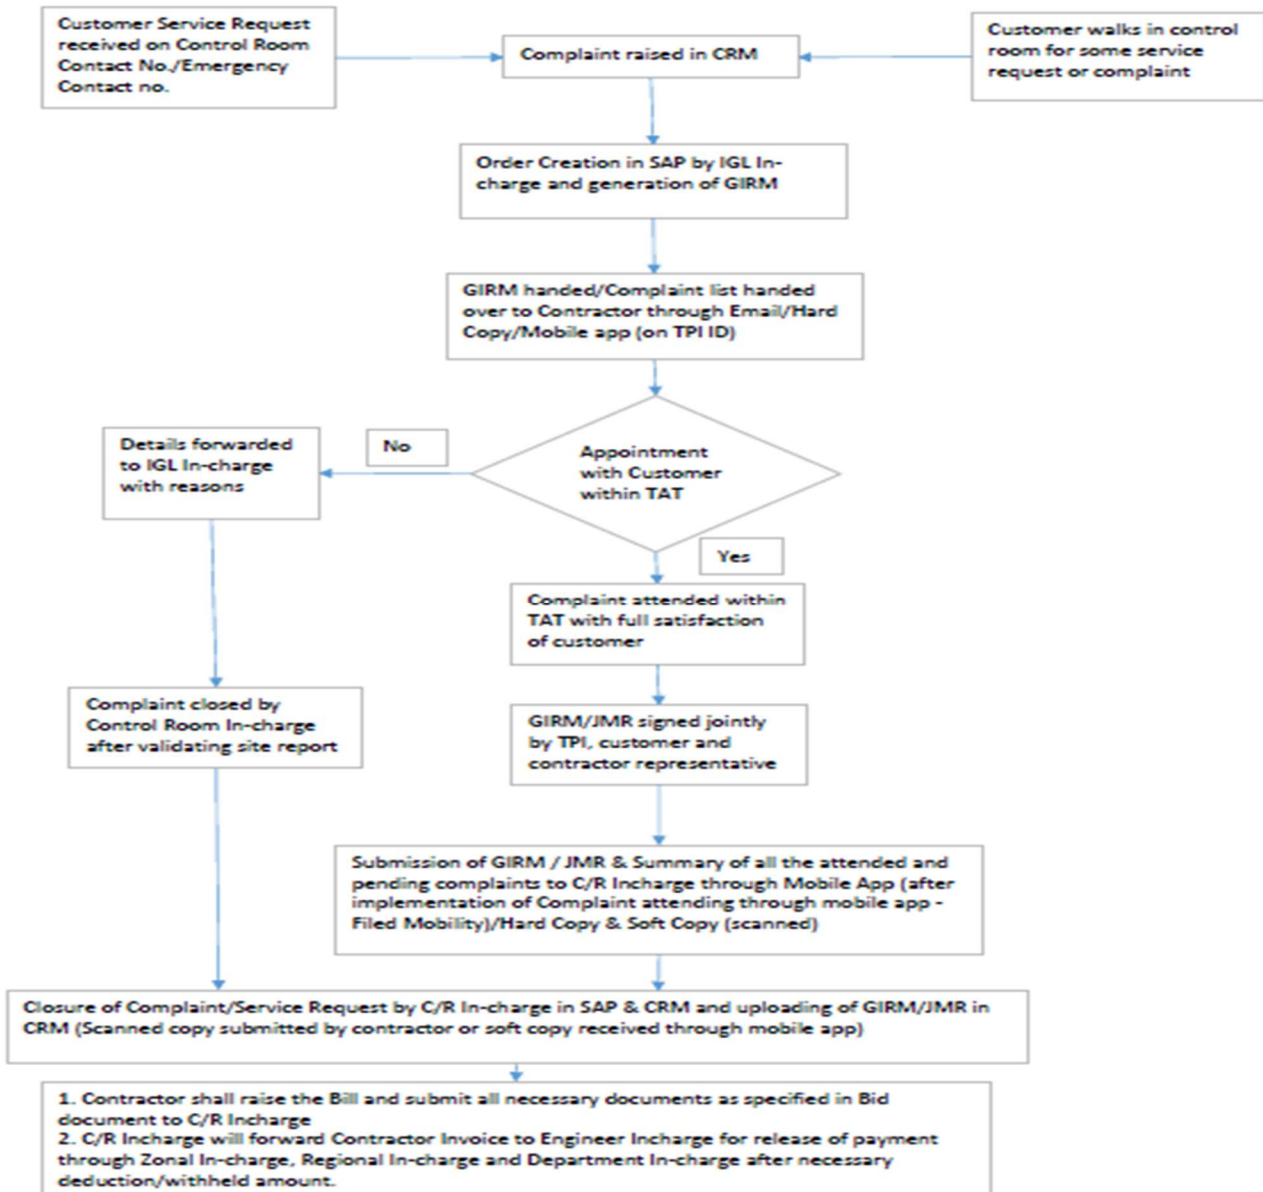 Customer Service Request
received on Control Room
Contact No./Emergency
Contact no.
Complaint raised in CRM
Customer walks in control
room for some service
request or complaint
Order Creation in SAP by IGL In-
charge and generation of GIRM
GIRM handed/Complaint list handed
over to Contractor through Email/Hard
Copy/Mobile app (on TPI ID)
Appointment
with Customer
within TAT
No
Details forwarded
to IGL In-charge
with reasons
Yes
Complaint attended within
TAT with full satisfaction
of customer
Complaint closed by
Control Room In-charge
after validating site report
GIRM/JMR signed jointly
by TPI, customer and
contractor representative
Submission of GIRM / JMR & Summary of all the attended and
pending complaints to C/R Incharge through Mobile App (after
implementation of Complaint attending through mobile app -
Filed Mobility)/Hard Copy & Soft Copy (scanned)
Closure of Complaint/Service Request by C/R In-charge in SAP & CRM and uploading of GIRM/JMR in
CRM (Scanned copy submitted by contractor or soft copy received through mobile app)
1. Contractor shall raise the Bill and submit all necessary documents as specified in Bid
document to C/R Incharge
2. C/R Incharge will forward Contractor Invoice to Engineer Incharge for release of payment
through Zonal In-charge, Regional In-charge and Department In-charge after necessary
deduction/withheld amount.